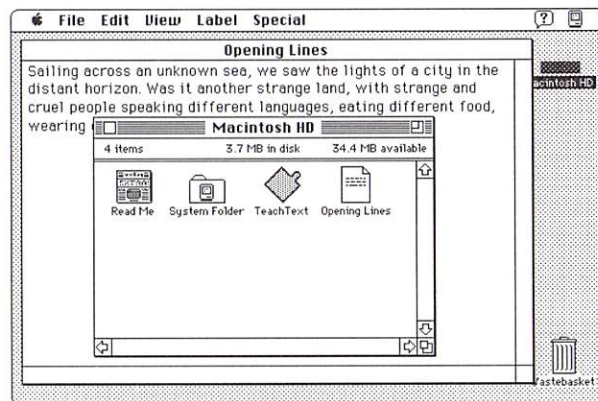 File Edit View Label Special
Opening Lines
Sailing across an unknown sea, we saw the lights of a city in the
distant horizon. Was it another strange land, with strange and
cruel people speaking different languages, eating different food,
wearing
Macintosh HD
4 items 3.7 MB in disk 34.4 MB available
Read Me System Folder TeachText Opening Lines
acintosh HD
Wastebasket